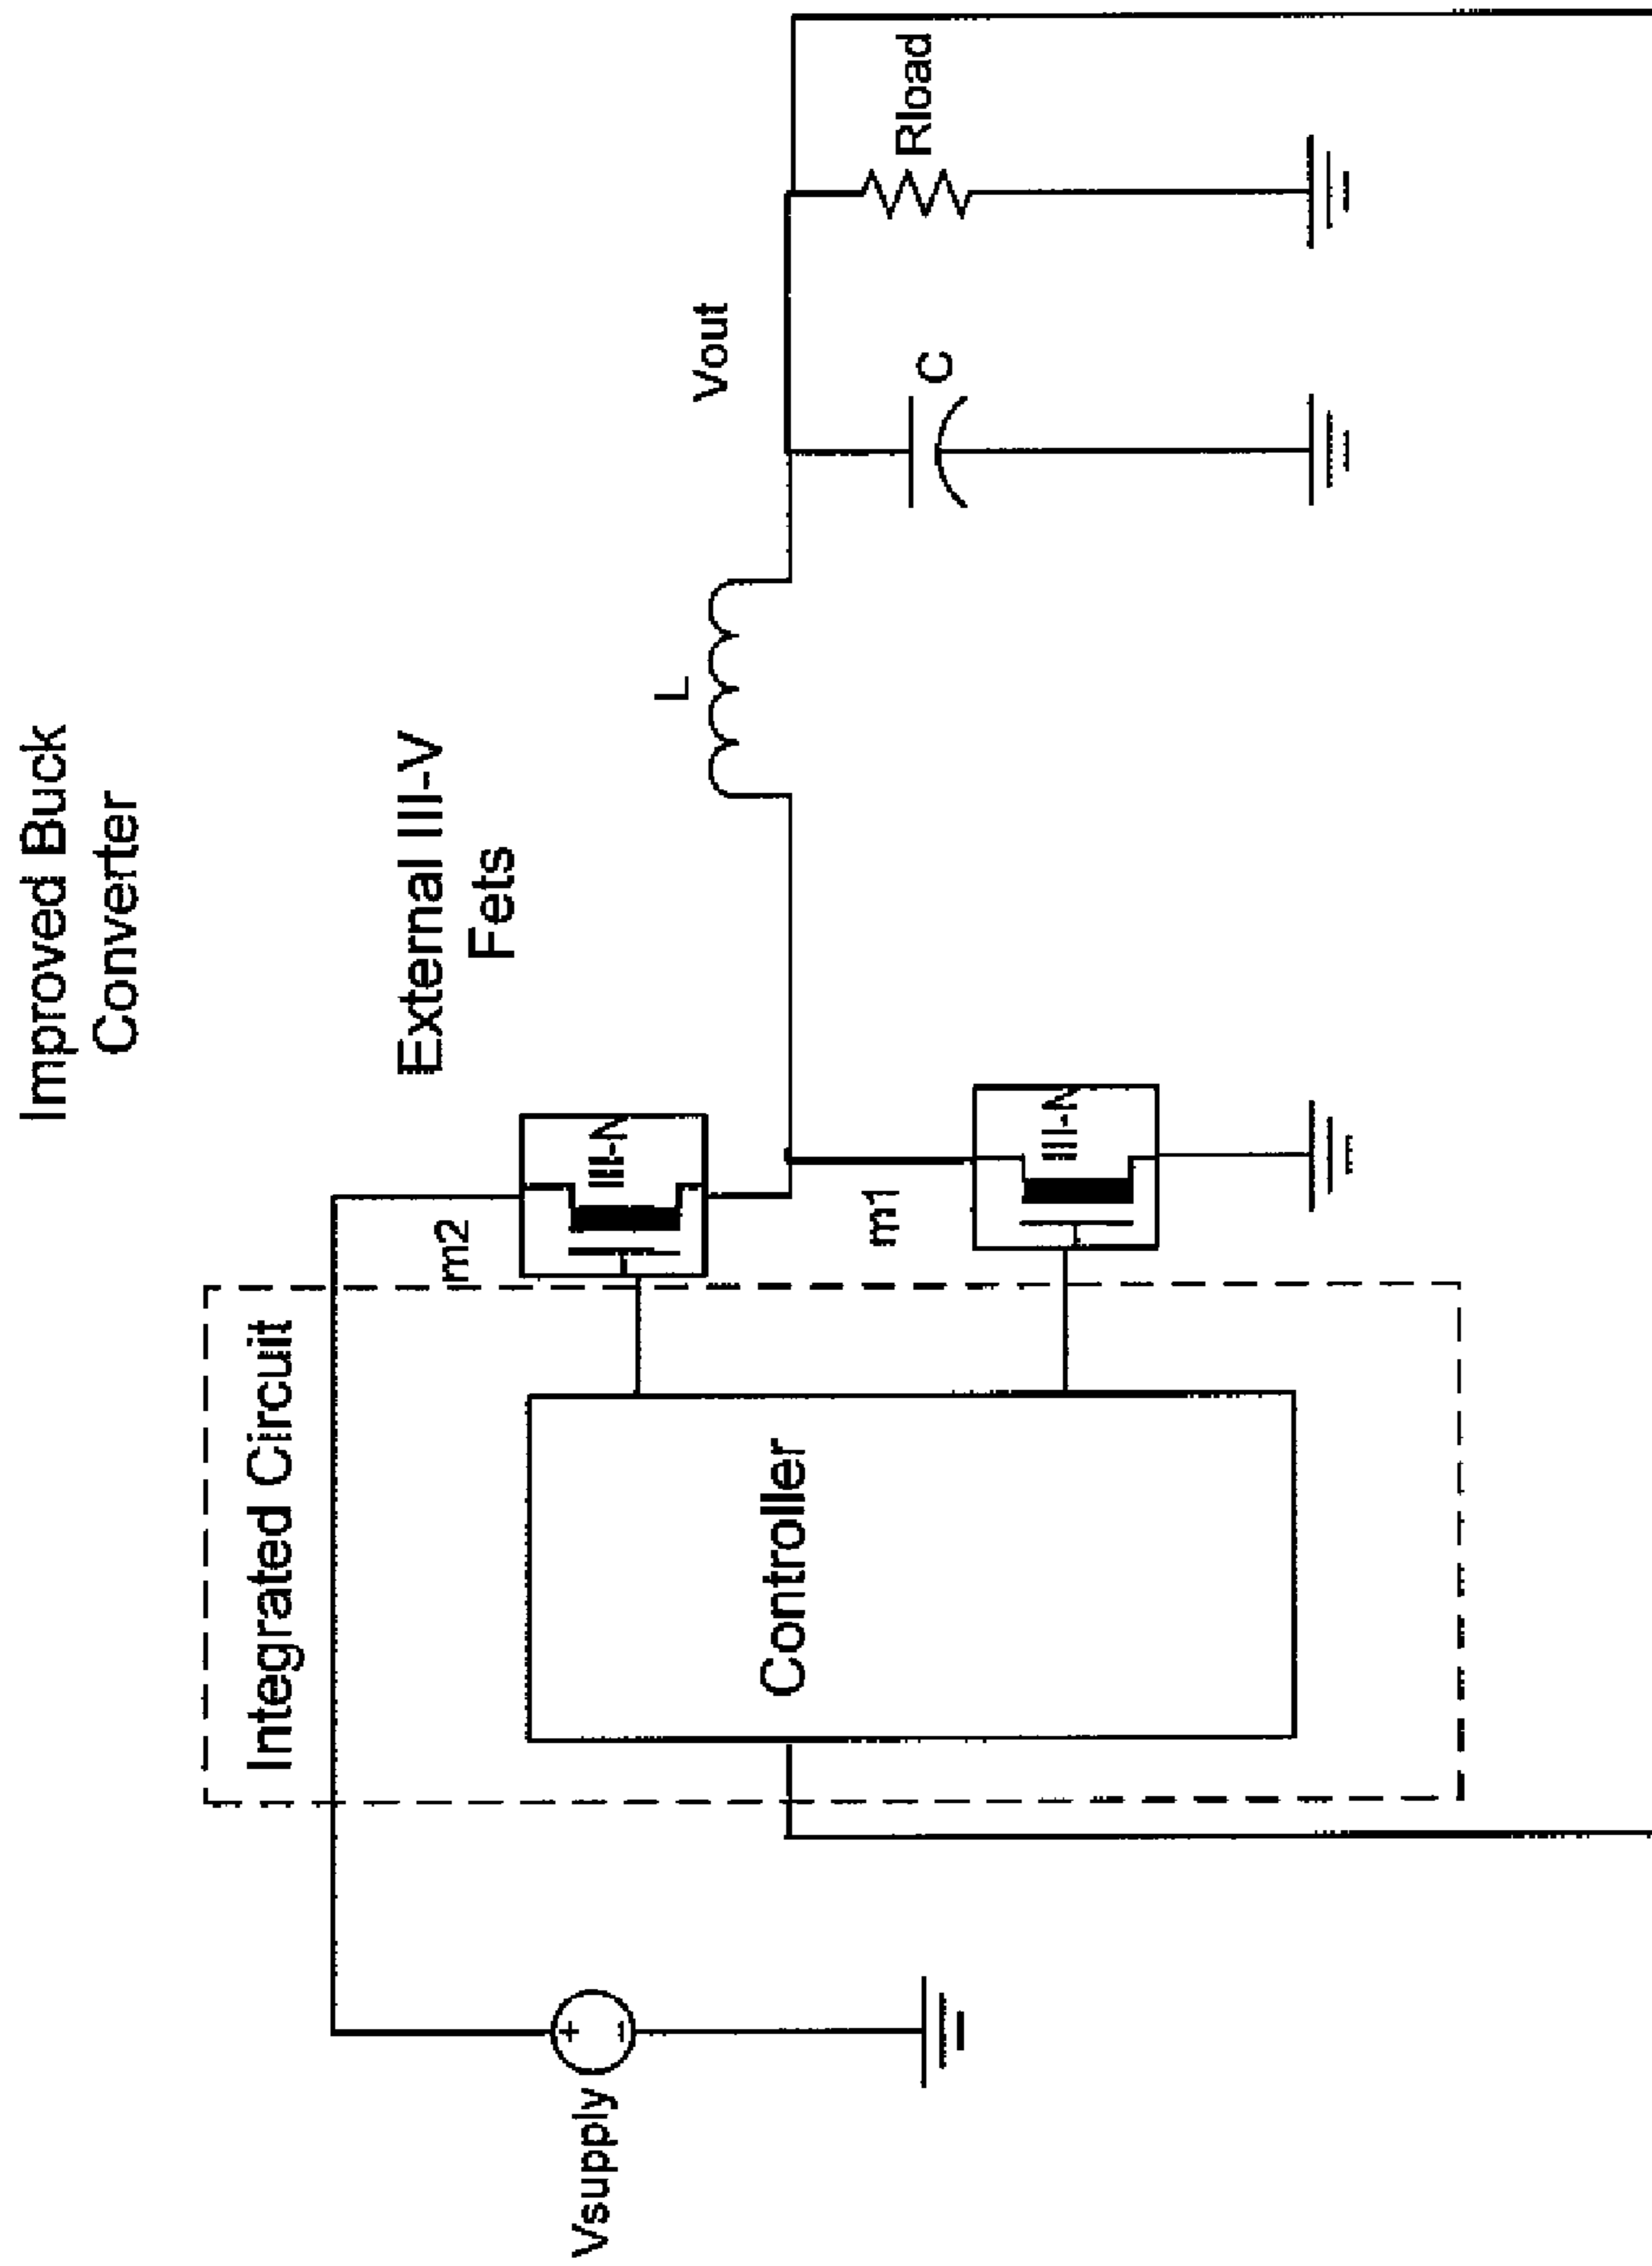 Improved Buck
Converter
External III-V
Fets
Integrated Circuit
m2
III-N
L
Vout
Vsupply
+
-
Controller
m1
III-N
C
Rload